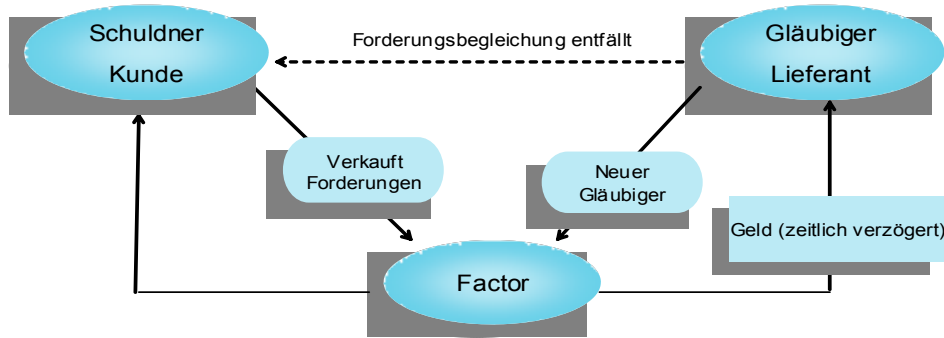 Schuldner
Kunde
Forderungsbegleichung entfällt
Gläubiger
Lieferant
Verkauft
Forderungen
Neuer
Gläubiger
Geld (zeitlich verzögert)
Factor